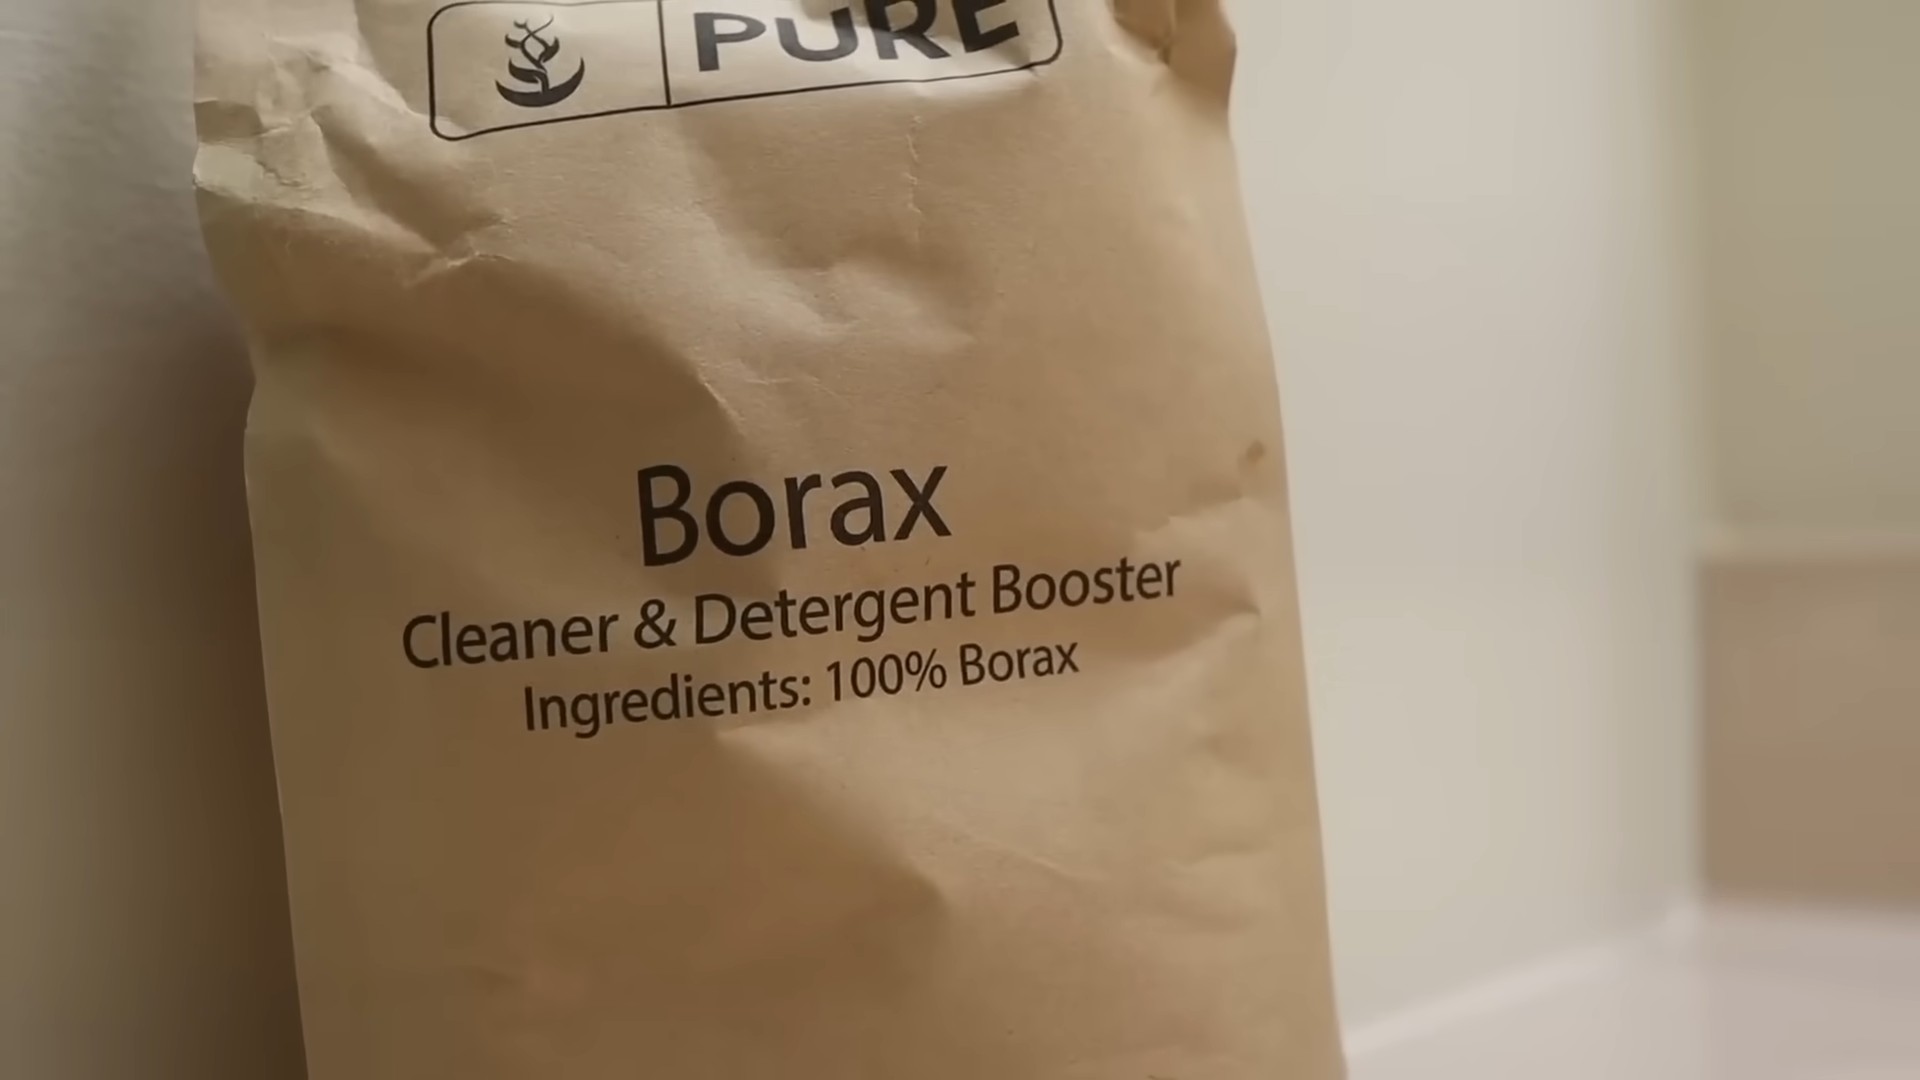 PURE
Borax
Cleaner & Detergent Booster
Ingredients: 100% Borax